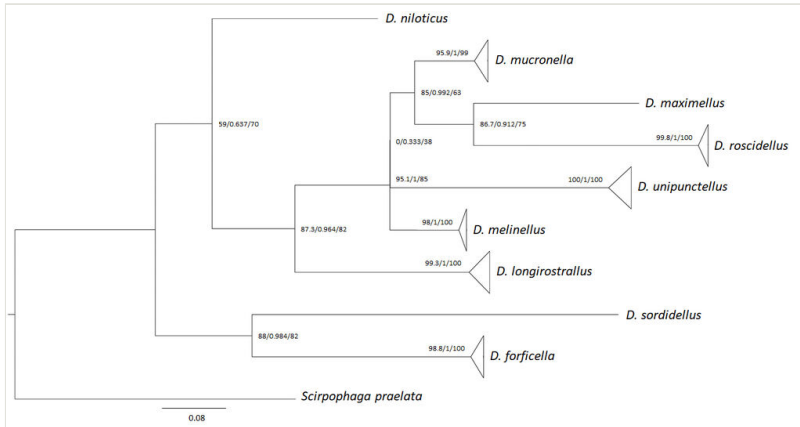 D. niloticus
95.9/1/99
D. mucronella
85/0.992/63
D. maximellus
59/0.637/70
86.7/0.912/75
99.8/1/100
D. roscidellus
0/0.333/38
95.1/1/85
100/1/100
D. unipunctellus
98/1/100
D. melinellus
87.3/0.964/82
99.3/1/100
D. longirostrallus
D. sordidellus
88/0.984/82
98.8/1/100
D. forficella
Scirpophaga praelata
0.08